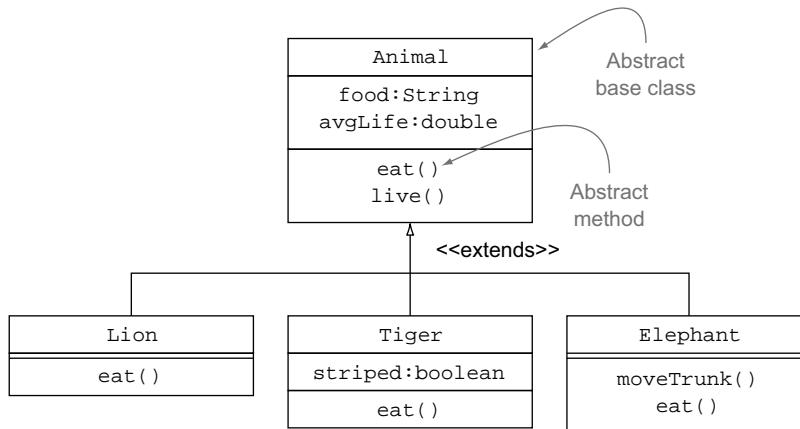 Animal
food:String
avgLife:double
eat()
live()
Abstract
base class
Abstract
method
<<extends>>
Lion
eat()
Tiger
striped:boolean
eat()
Elephant
moveTrunk()
eat()